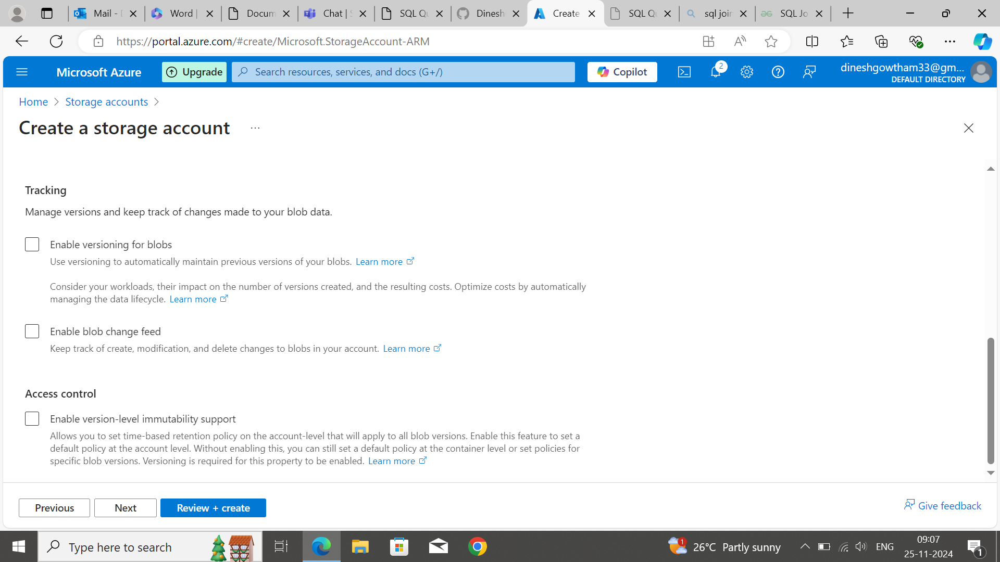 Mail -
Word |
Docum
Chat |
SQL Qu
Dinesh
Create
SQL Qu
sql join
SQL Jo
https://portal.azure.com/#create/Microsoft.StorageAccount-ARM
Microsoft Azure
Upgrade
Search resources, services, and docs (G+/)
Copilot
2
dineshgowtham33@gm...
DEFAULT DIRECTORY
Home > Storage accounts >
Create a storage account ...
Tracking
Manage versions and keep track of changes made to your blob data.
Enable versioning for blobs
Use versioning to automatically maintain previous versions of your blobs. Learn more
Consider your workloads, their impact on the number of versions created, and the resulting costs. Optimize costs by automatically
managing the data lifecycle. Learn more
Enable blob change feed
Keep track of create, modification, and delete changes to blobs in your account. Learn more
Access control
Enable version-level immutability support
Allows you to set time-based retention policy on the account-level that will apply to all blob versions. Enable this feature to set a
default policy at the account level. Without enabling this, you can still set a default policy at the container level or set policies for
specific blob versions. Versioning is required for this property to be enabled. Learn more
Previous
Next
Review + create
Give feedback
Type here to search
1
26°C Partly sunny
ENG
09:07
25-11-2024
1